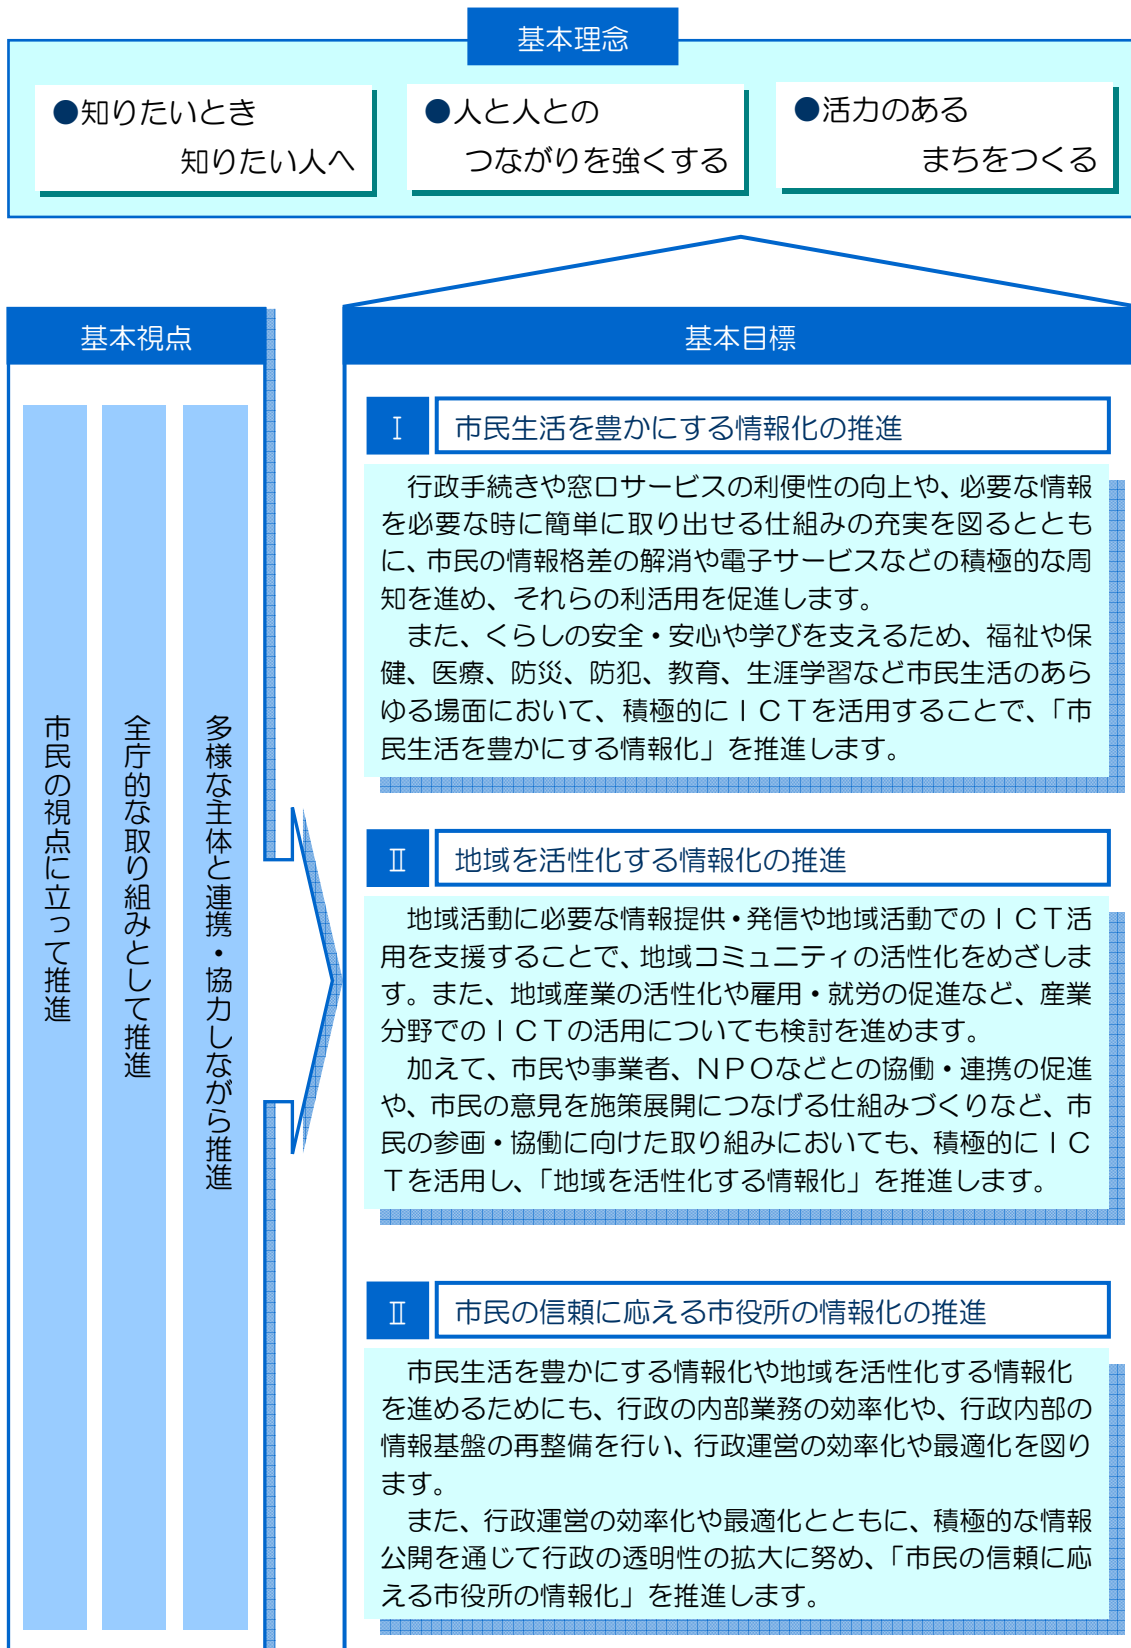 基本理念
●知りたいとき
知りたい人へ
●人と人との
つながりを強くする
●活力のある
まちをつくる
基本視点
市民の視点に立って推進
全庁的な取り組みとして推進
多様な主体と連携・協力しながら推進
基本目標
Ⅰ
市民生活を豊かにする情報化の推進
行政手続きや窓口サービスの利便性の向上や、必要な情報
を必要な時に簡単に取り出せる仕組みの充実を図るととも
に、市民の情報格差の解消や電子サービスなどの積極的な周
知を進め、それらの利活用を促進します。
また、くらしの安全・安心や学びを支えるため、福祉や保
健、医療、防災、防犯、教育、生涯学習など市民生活のあら
ゆる場面において、積極的にＩＣＴを活用することで、「市
民生活を豊かにする情報化」を推進します。
Ⅱ
地域を活性化する情報化の推進
地域活動に必要な情報提供・発信や地域活動でのＩＣＴ活
用を支援することで、地域コミュニティの活性化をめざしま
す。また、地域産業の活性化や雇用・就労の促進など、産業
分野でのＩＣＴの活用についても検討を進めます。
加えて、市民や事業者、ＮＰＯなどとの協働・連携の促進
や、市民の意見を施策展開につなげる仕組みづくりなど、市
民の参画・協働に向けた取り組みにおいても、積極的にＩＣ
Ｔを活用し、「地域を活性化する情報化」を推進します。
Ⅱ
市民の信頼に応える市役所の情報化の推進
市民生活を豊かにする情報化や地域を活性化する情報化
を進めるためにも、行政の内部業務の効率化や、行政内部の
情報基盤の再整備を行い、行政運営の効率化や最適化を図り
ます。
また、行政運営の効率化や最適化とともに、積極的な情報
公開を通じて行政の透明性の拡大に努め、「市民の信頼に応
える市役所の情報化」を推進します。